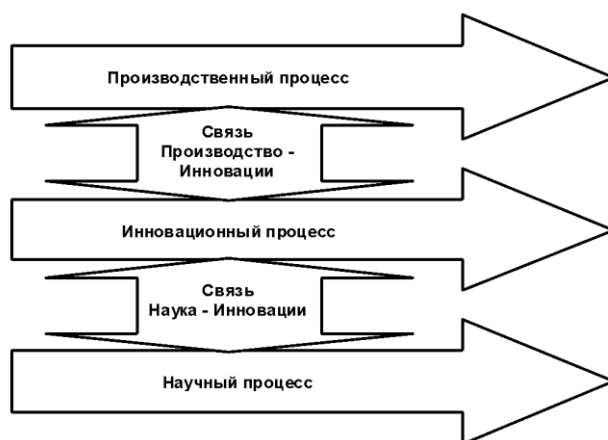 Производственный процесс
Связь
Производство -
Инновации
Инновационный процесс
Связь
Наука - Инновации
Научный процесс